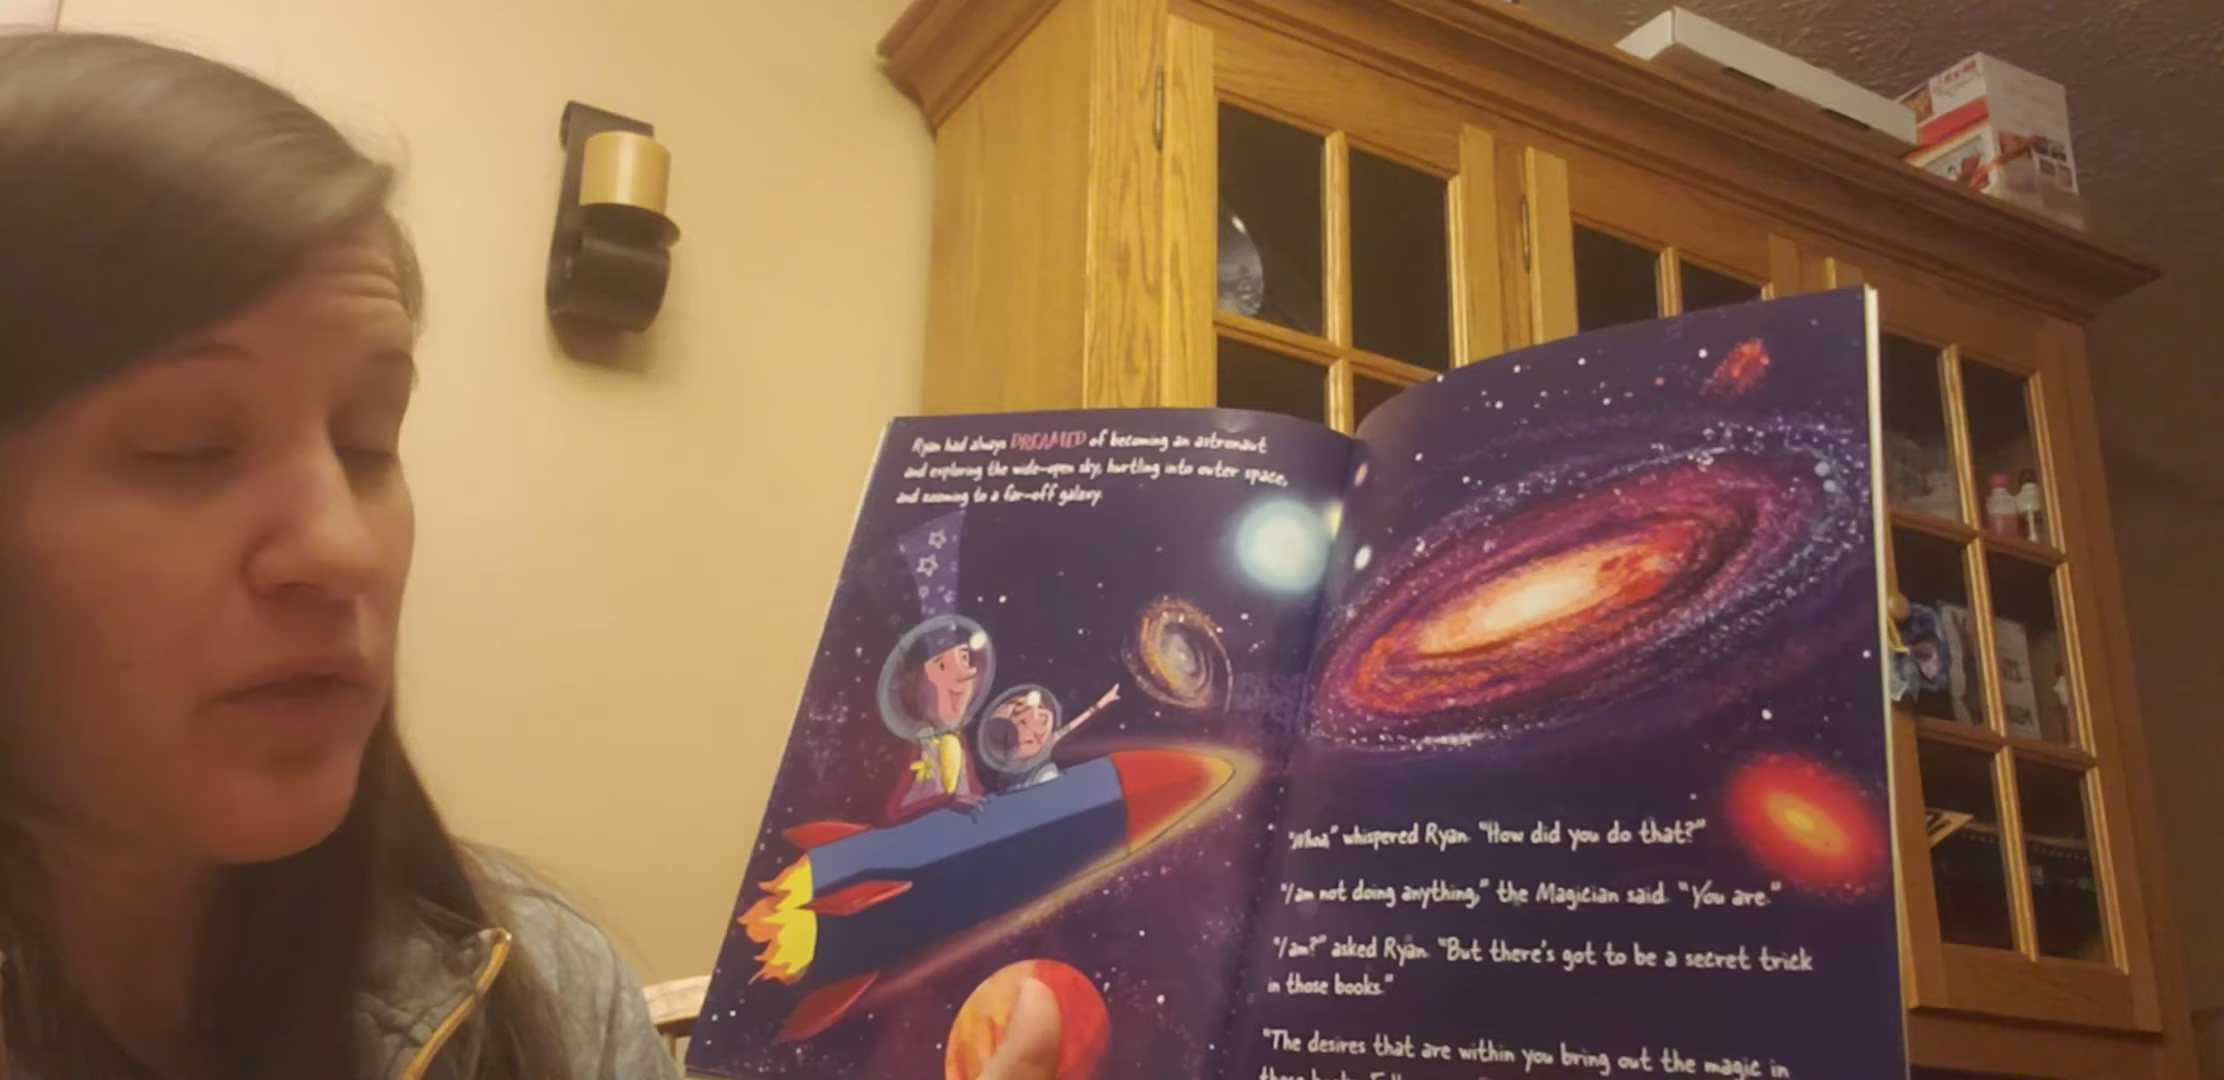 Ryan had always DREAMED of becoming an astronaut
and exploring the wide-open sky, hurtling into outer space,
and zooming to a far-off galaxy.
"Whoa," whispered Ryan. "How did you do that?"
"I am not doing anything," the Magician said. "You are."
"I am?" asked Ryan. "But there's got to be a secret trick
in those books."
"The desires that are within you bring out the magic in